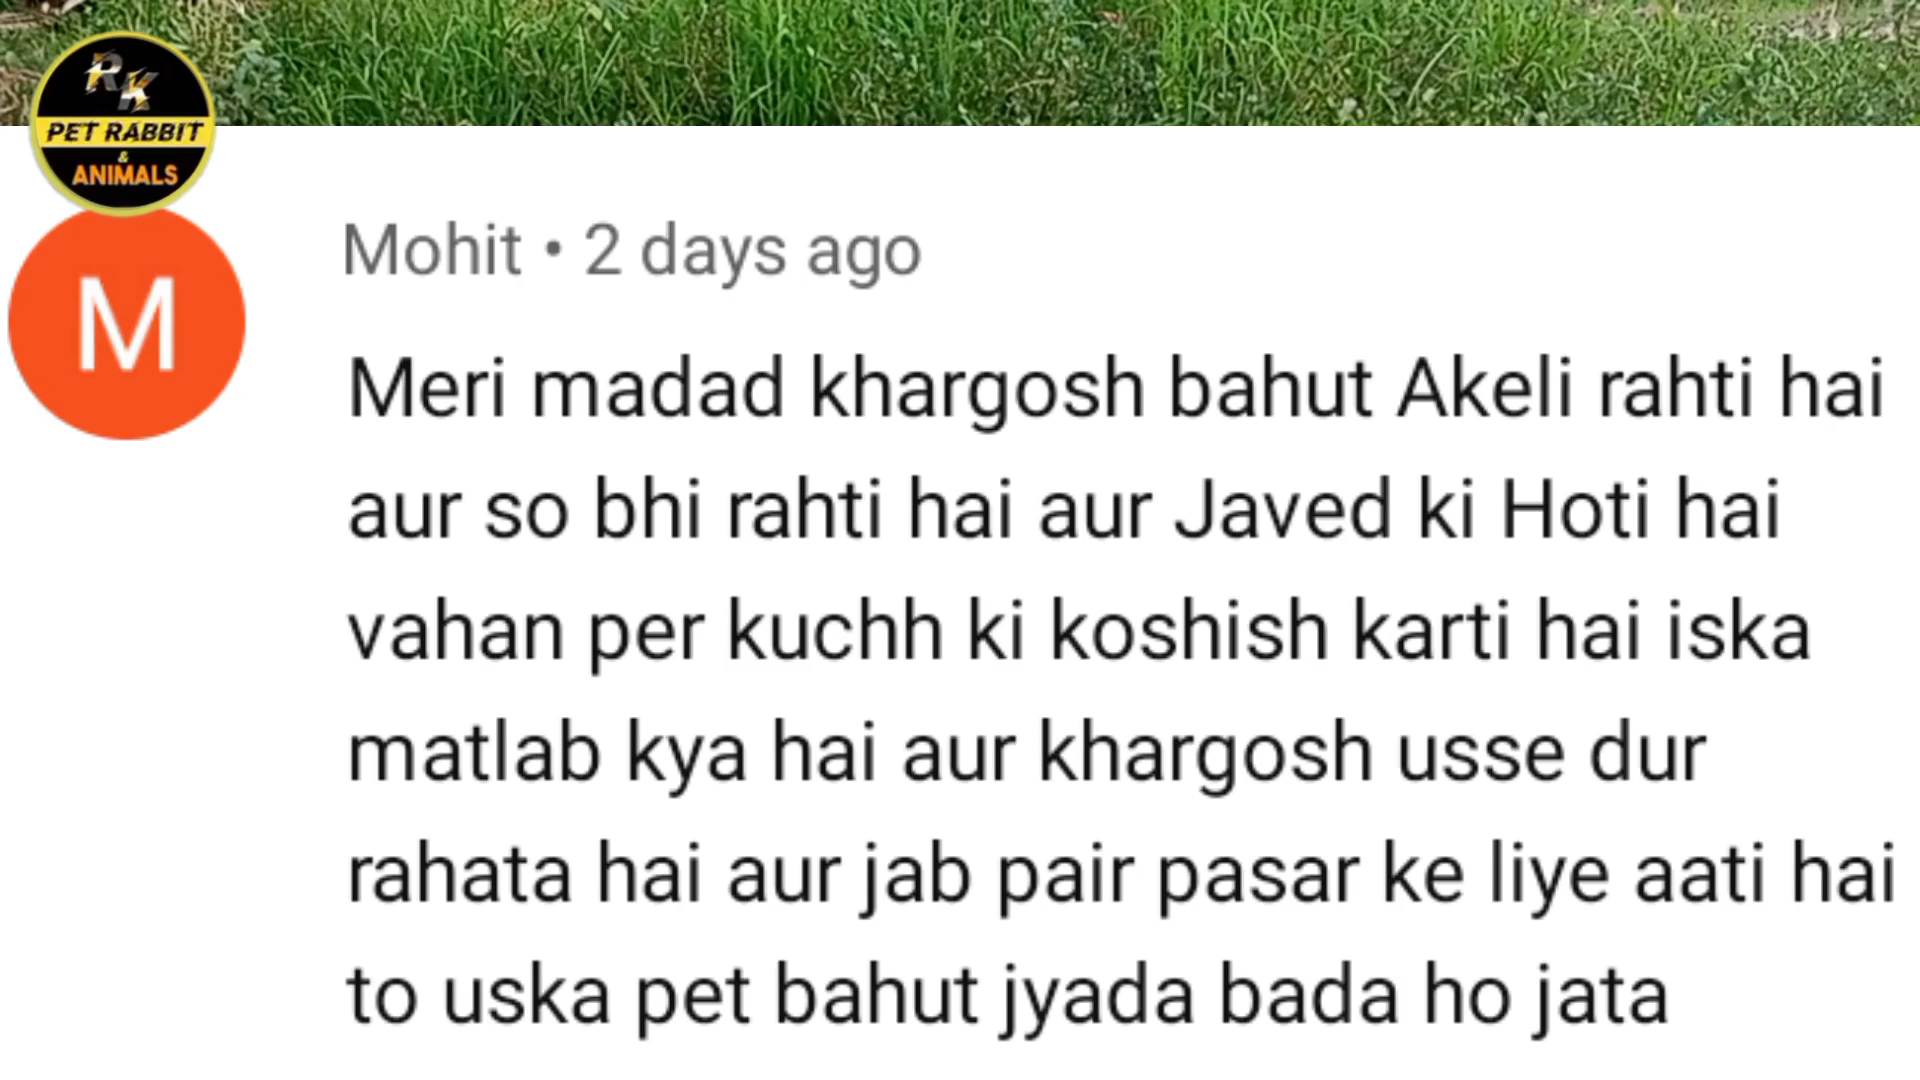 RK
PET RABBIT
&
ANIMALS
M
Mohit • 2 days ago
Meri madad khargosh bahut Akeli rahti hai
aur so bhi rahti hai aur Javed ki Hoti hai
vahan per kuchh ki koshish karti hai iska
matlab kya hai aur khargosh usse dur
rahata hai aur jab pair pasar ke liye aati hai
to uska pet bahut jyada bada ho jata